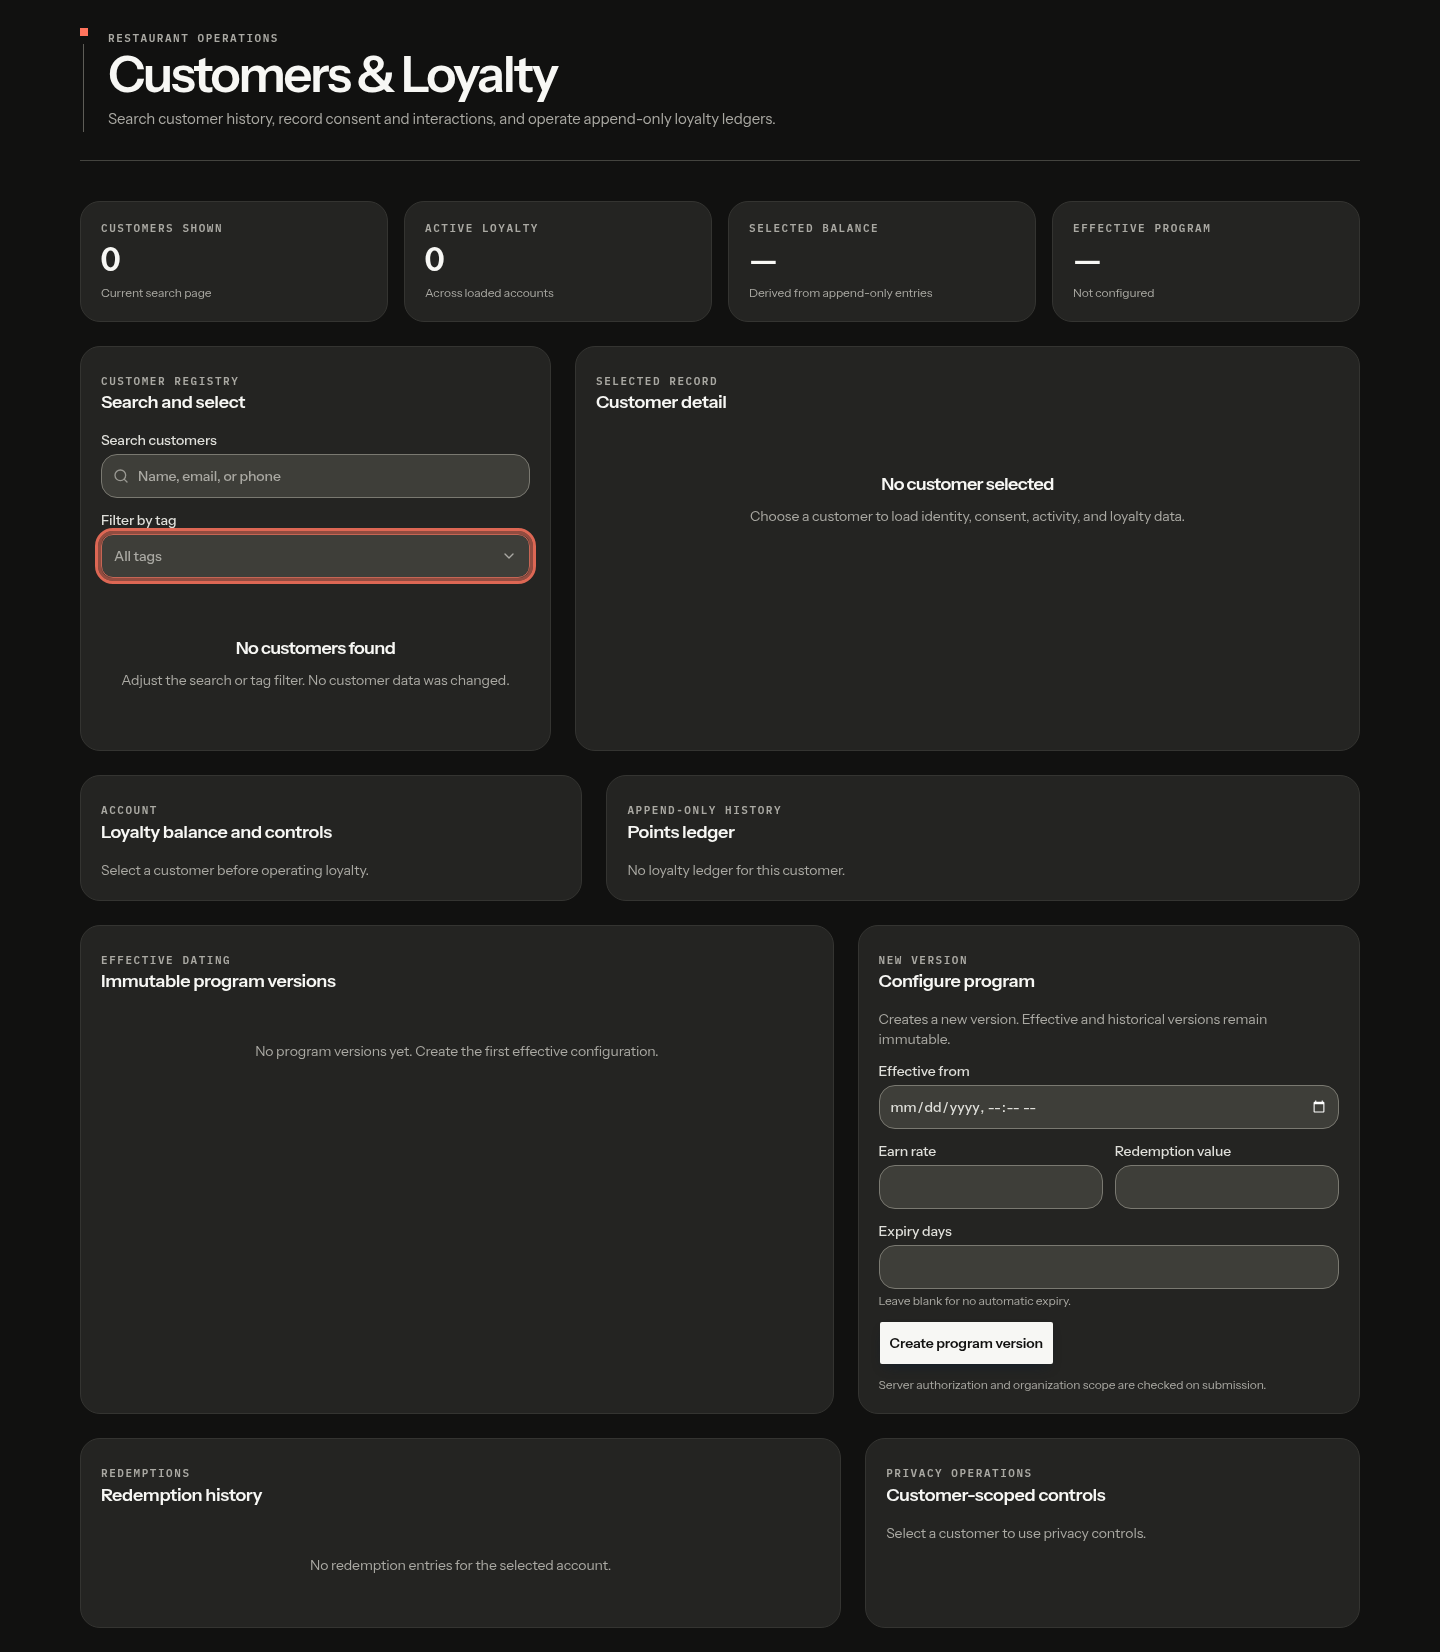 RESTAURANT OPERATIONS
Customers & Loyalty
Search customer history, record consent and interactions, and operate append-only loyalty ledgers.
CUSTOMERS SHOWN
0
Current search page
ACTIVE LOYALTY
0
Across loaded accounts
SELECTED BALANCE
—
Derived from append-only entries
EFFECTIVE PROGRAM
—
Not configured
CUSTOMER REGISTRY
Search and select
Search customers
Name, email, or phone
Filter by tag
All tags
No customers found
Adjust the search or tag filter. No customer data was changed.
SELECTED RECORD
Customer detail
No customer selected
Choose a customer to load identity, consent, activity, and loyalty data.
ACCOUNT
Loyalty balance and controls
Select a customer before operating loyalty.
APPEND-ONLY HISTORY
Points ledger
No loyalty ledger for this customer.
EFFECTIVE DATING
Immutable program versions
No program versions yet. Create the first effective configuration.
NEW VERSION
Configure program
Creates a new version. Effective and historical versions remain
immutable.
Effective from
mm/dd/yyyy, --:-- --
Earn rate
Redemption value
Expiry days
Leave blank for no automatic expiry.
Create program version
Server authorization and organization scope are checked on submission.
REDEMPTIONS
Redemption history
No redemption entries for the selected account.
PRIVACY OPERATIONS
Customer-scoped controls
Select a customer to use privacy controls.